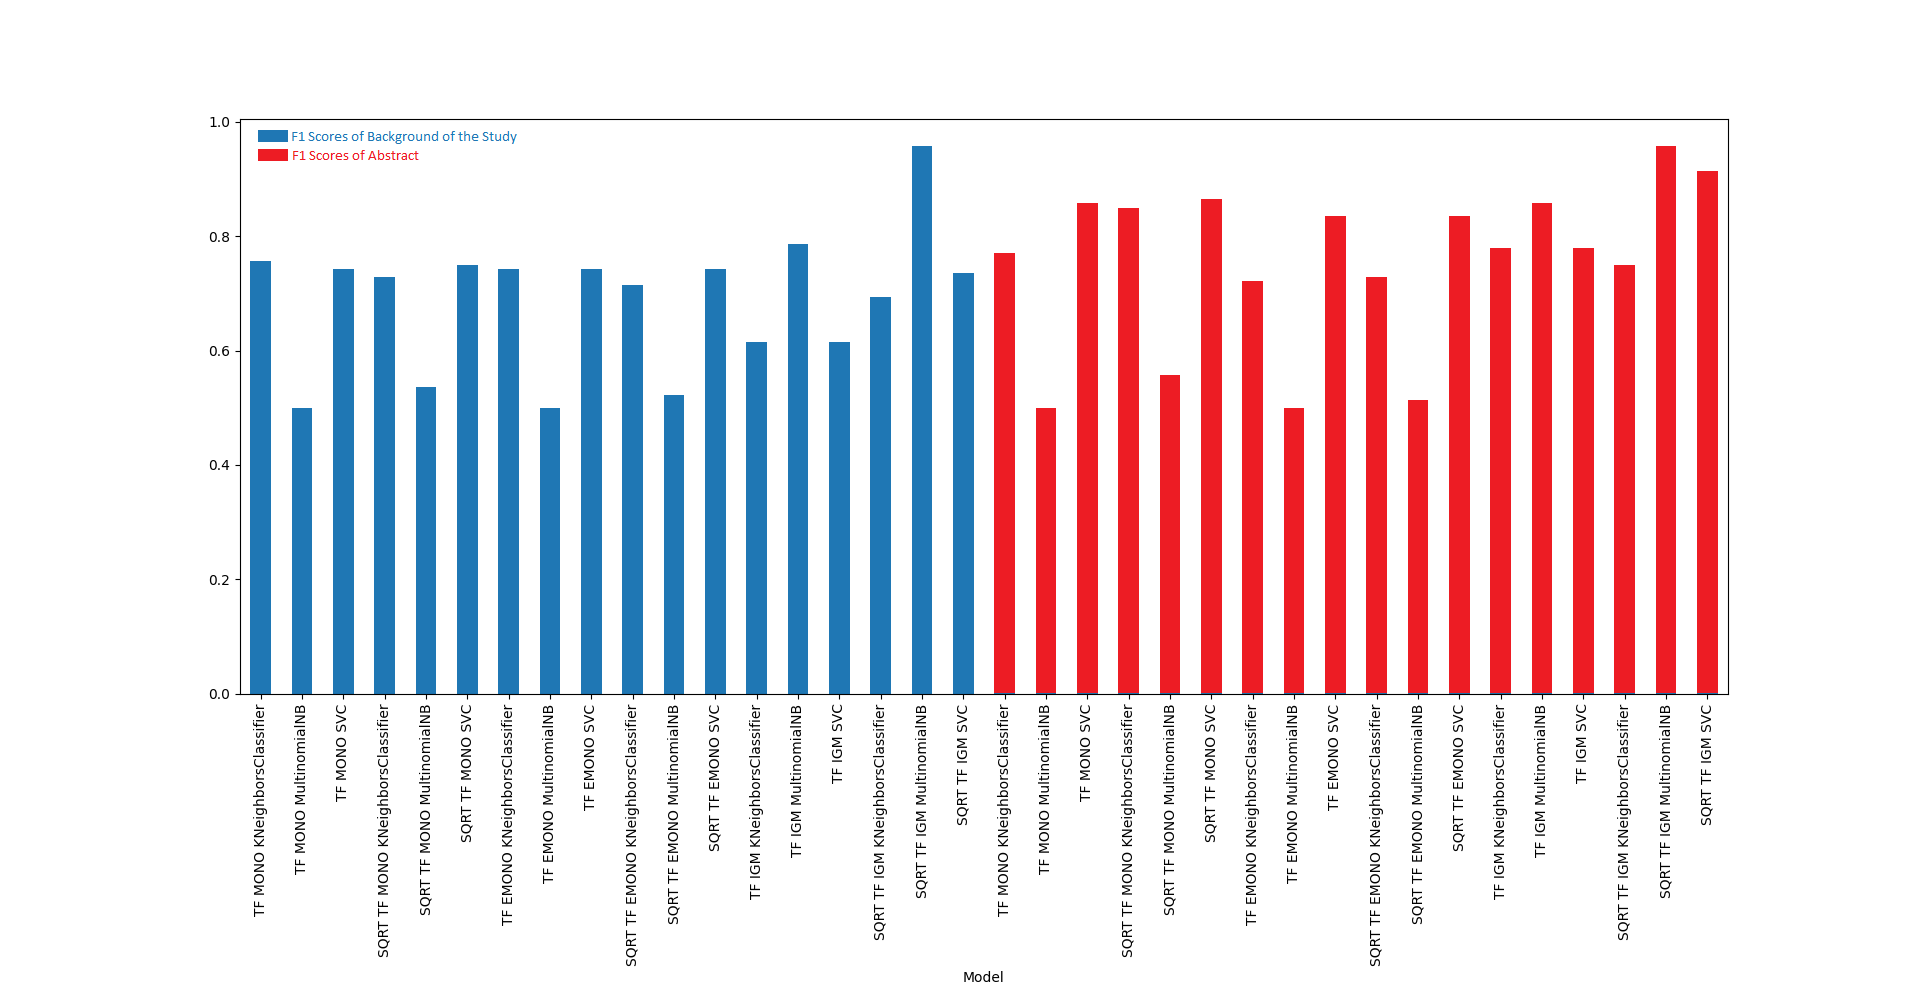 F1 Scores of Background of the Study
F1 Scores of Abstract
1.0
0.8
0.6
0.4
0.2
0.0
TF MONO KNeighborsClassifier
TF MONO MultinomialNB
TF MONO SVC
SQRT TF MONO KNeighborsClassifier
SQRT TF MONO MultinomialNB
SQRT TF MONO SVC
TF EMONO KNeighborsClassifier
TF EMONO MultinomialNB
TF EMONO SVC
SQRT TF EMONO KNeighborsClassifier
SQRT TF EMONO MultinomialNB
SQRT TF EMONO SVC
TF IGM KNeighborsClassifier
TF IGM MultinomialNB
TF IGM SVC
SQRT TF IGM KNeighborsClassifier
SQRT TF IGM MultinomialNB
SQRT TF IGM SVC
TF MONO KNeighborsClassifier
TF MONO MultinomialNB
TF MONO SVC
SQRT TF MONO KNeighborsClassifier
SQRT TF MONO MultinomialNB
SQRT TF MONO SVC
TF EMONO KNeighborsClassifier
TF EMONO MultinomialNB
TF EMONO SVC
SQRT TF EMONO KNeighborsClassifier
SQRT TF EMONO MultinomialNB
SQRT TF EMONO SVC
TF IGM KNeighborsClassifier
TF IGM MultinomialNB
TF IGM SVC
SQRT TF IGM KNeighborsClassifier
SQRT TF IGM MultinomialNB
SQRT TF IGM SVC
Model